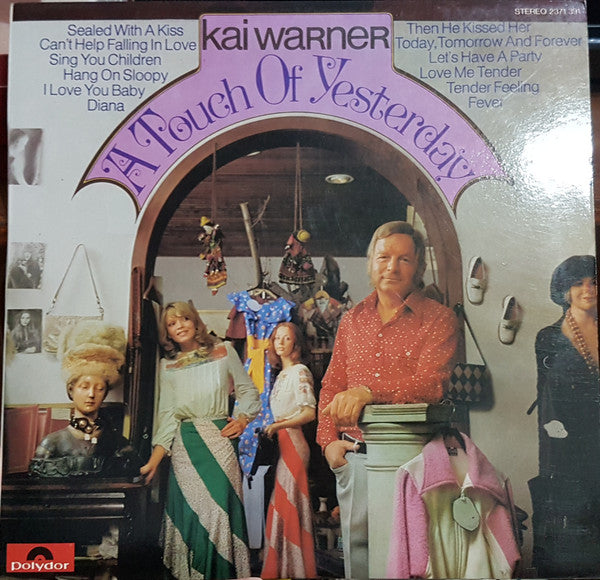 STEREO 2371 391
Sealed With A Kiss
Can't Help Falling In Love
Sing You Children
Hang On Sloopy
I Love You Baby
Diana
kai warner
Then He Kissed Her
Today, Tomorrow And Forever
Let's Have A Party
Love Me Tender
Tender Feeling
Fever
A Touch Of Yesterday
polydor